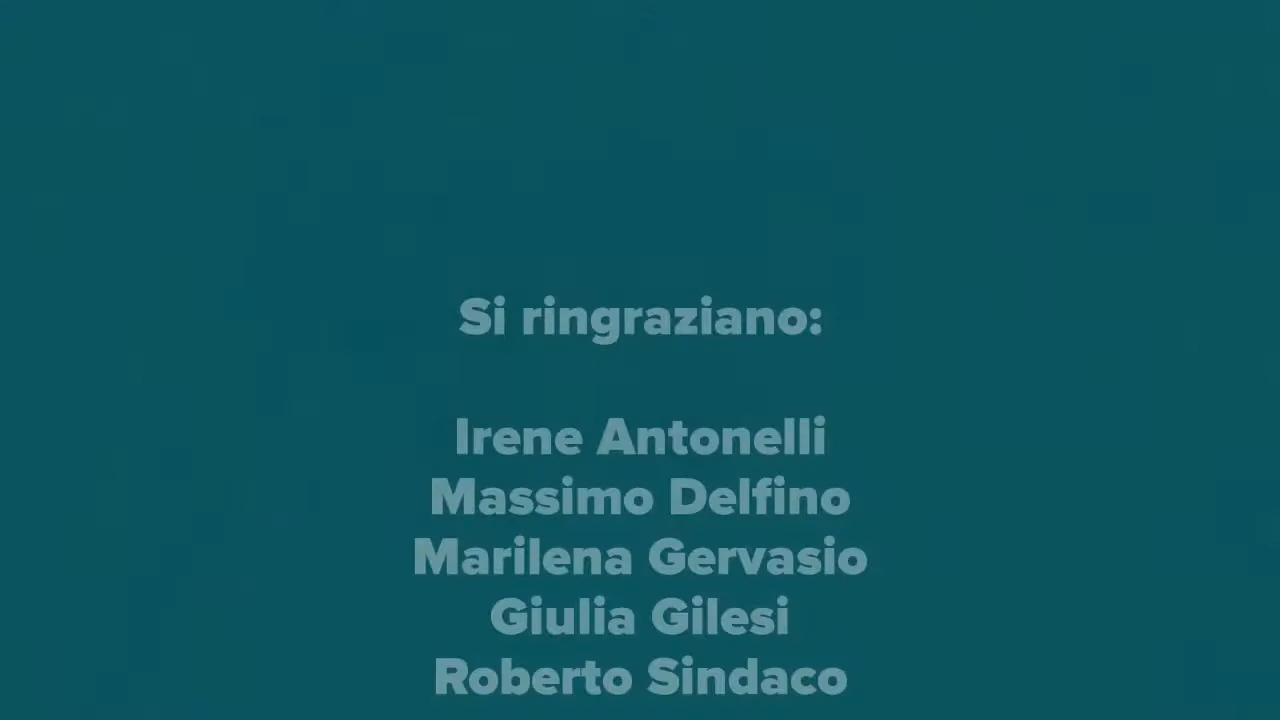 Si ringraziano:
Irene Antonelli
Massimo Delfino
Marilena Gervasio
Giulia Gilesi
Roberto Sindaco